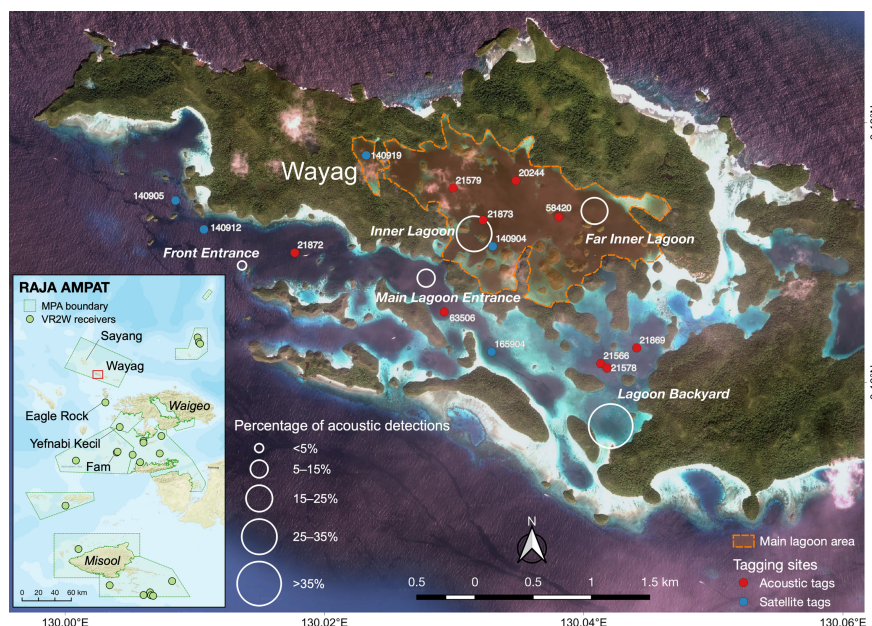 Wayag
140919
21579
20244
140905
140912
21873
58420
Inner Lagoon
140904
Far Inner Lagoon
21872
Front Entrance
Main Lagoon Entrance
63506
165904
21869
21566
21578
Lagoon Backyard
RAJA AMPAT
MPA boundary
VR2W receivers
Sayang
Wayag
Eagle Rock
Waigeo
Yefnabi Kecil
Fam
Misool
0 20 40 60 km
Percentage of acoustic detections
<5%
5–15%
15–25%
25–35%
>35%
N
0.5 0 0.5 1 1.5 km
Main lagoon area
Tagging sites
Acoustic tags
Satellite tags
130.00°E 130.02°E 130.04°E 130.06°E